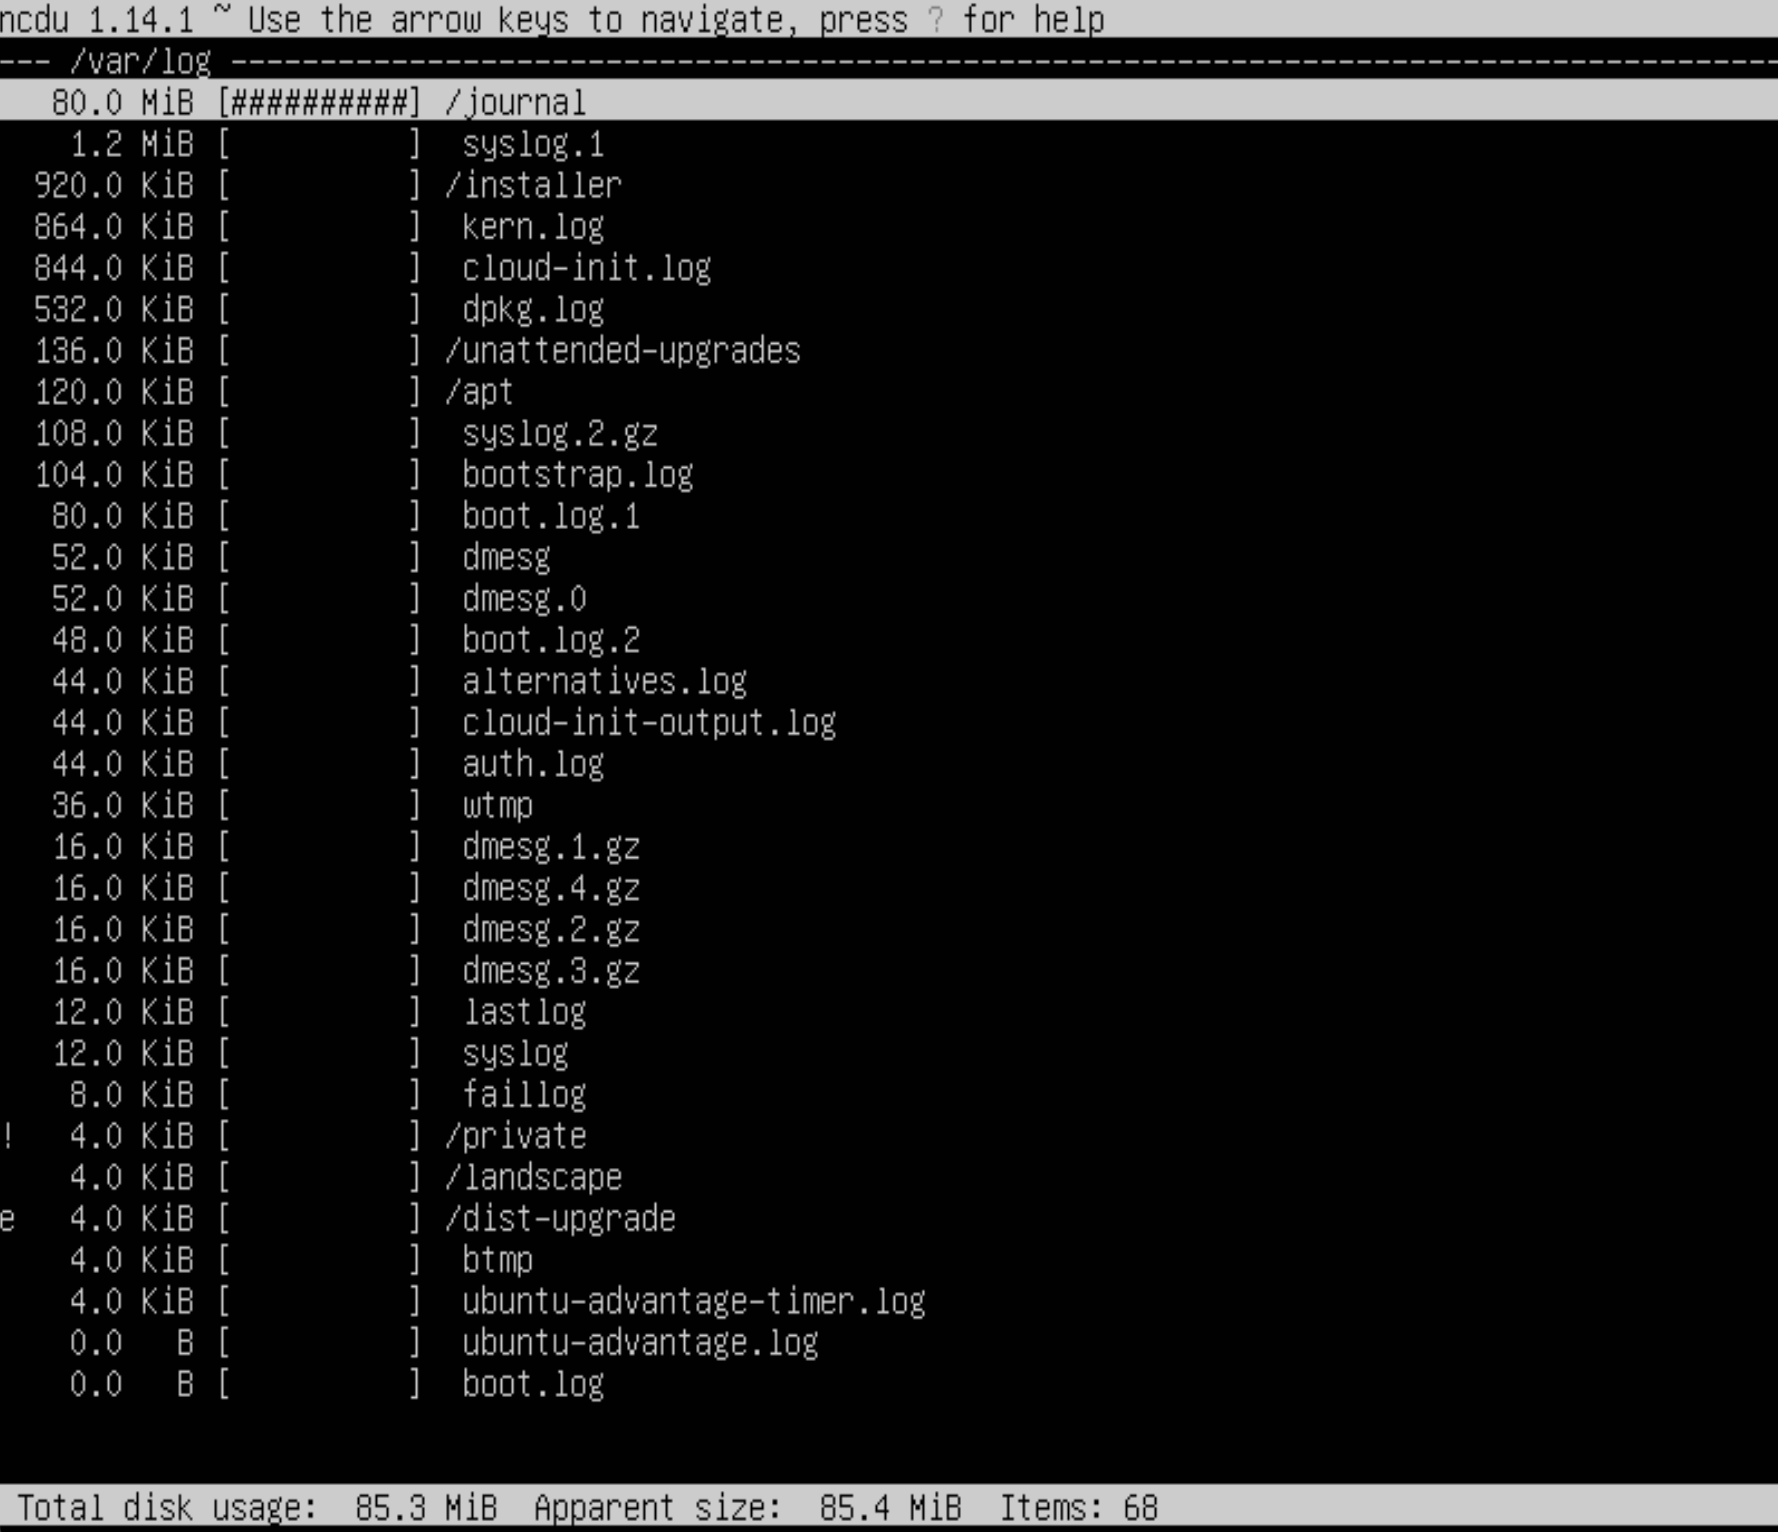 ncdu 1.14.1 ~ Use the arrow keys to navigate, press ? for help
--- /var/log ---------------------------------------------------------------------------------------
   80.0 MiB [##########] /journal
    1.2 MiB [          ]  syslog.1
  920.0 KiB [          ] /installer
  864.0 KiB [          ]  kern.log
  844.0 KiB [          ]  cloud-init.log
  532.0 KiB [          ]  dpkg.log
  136.0 KiB [          ] /unattended-upgrades
  120.0 KiB [          ] /apt
  108.0 KiB [          ]  syslog.2.gz
  104.0 KiB [          ]  bootstrap.log
   80.0 KiB [          ]  boot.log.1
   52.0 KiB [          ]  dmesg
   52.0 KiB [          ]  dmesg.0
   48.0 KiB [          ]  boot.log.2
   44.0 KiB [          ]  alternatives.log
   44.0 KiB [          ]  cloud-init-output.log
   44.0 KiB [          ]  auth.log
   36.0 KiB [          ]  wtmp
   16.0 KiB [          ]  dmesg.1.gz
   16.0 KiB [          ]  dmesg.4.gz
   16.0 KiB [          ]  dmesg.2.gz
   16.0 KiB [          ]  dmesg.3.gz
   12.0 KiB [          ]  lastlog
   12.0 KiB [          ]  syslog
    8.0 KiB [          ]  faillog
!   4.0 KiB [          ] /private
    4.0 KiB [          ] /landscape
e   4.0 KiB [          ] /dist-upgrade
    4.0 KiB [          ]  btmp
    4.0 KiB [          ]  ubuntu-advantage-timer.log
    0.0   B [          ]  ubuntu-advantage.log
    0.0   B [          ]  boot.log
 Total disk usage:  85.3 MiB  Apparent size:  85.4 MiB  Items: 68